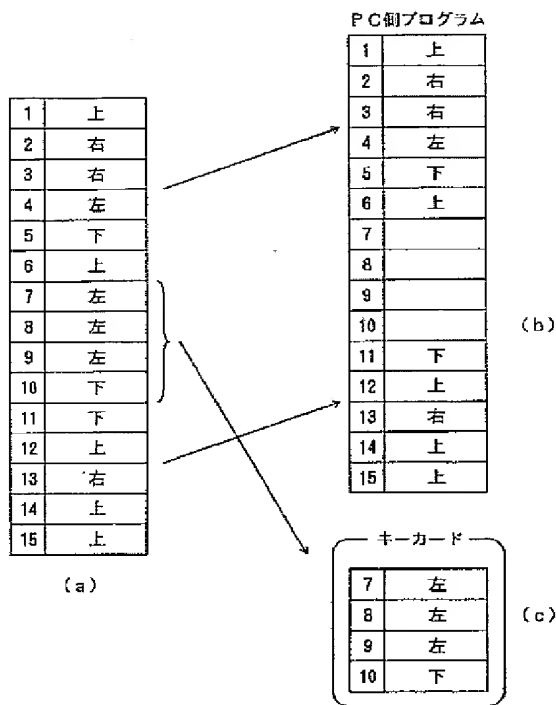 1 上
2 右
3 右
4 左
5 下
6 上
7 左
8 左
9 左
10 下
11 下
12 上
13 右
14 上
15 上
(a)
PC側プログラム
1 上
2 右
3 右
4 左
5 下
6 上
7
8
9
10
11 下
12 上
13 右
14 上
15 上
(b)
キーカード
7 左
8 左
9 左
10 下
(c)